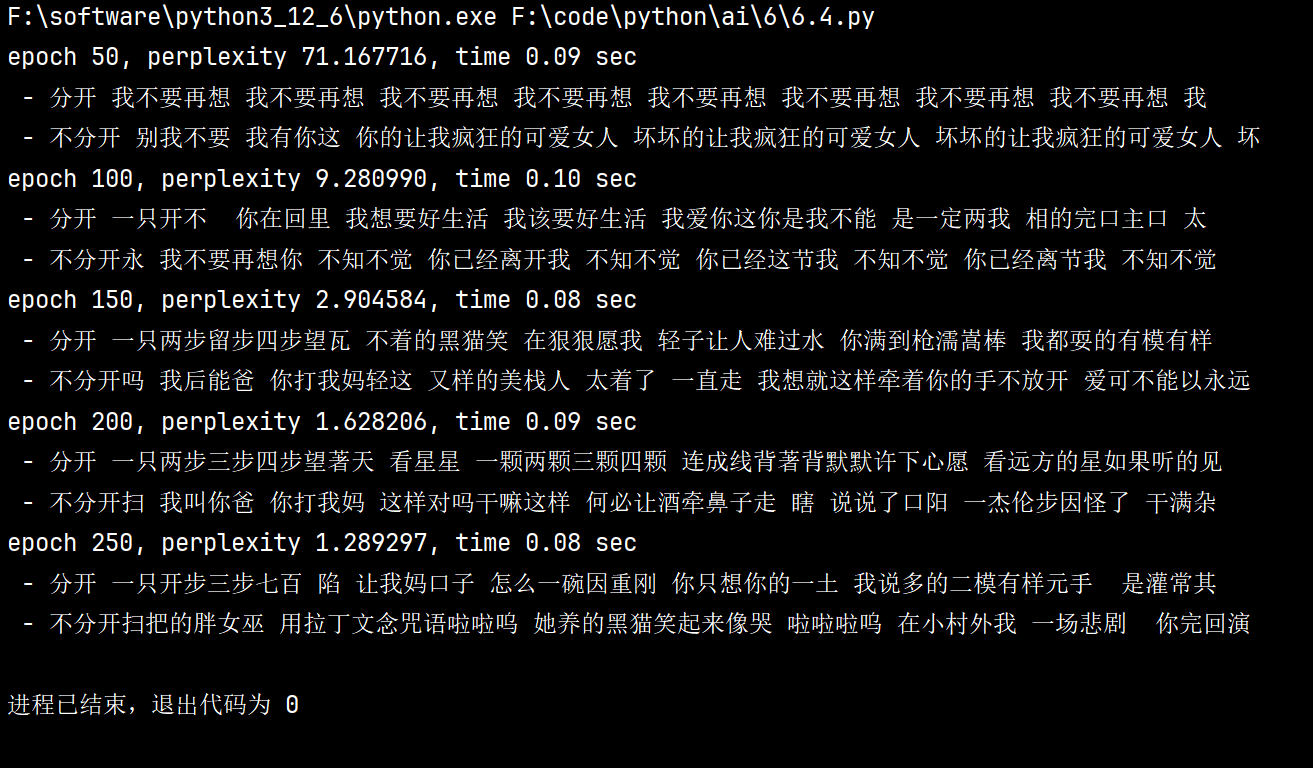 F:\software\python3_12_6\python.exe F:\code\python\ai\6\6.4.py
epoch 50, perplexity 71.167716, time 0.09 sec
 - 分开 我不要再想 我不要再想 我不要再想 我不要再想 我不要再想 我不要再想 我不要再想 我不要再想 我
 - 不分开 别我不要 我有你这 你的让我疯狂的可爱女人 坏坏的让我疯狂的可爱女人 坏坏的让我疯狂的可爱女人 坏
epoch 100, perplexity 9.280990, time 0.10 sec
 - 分开 一只开不  你在回里 我想要好生活 我该要好生活 我爱你这你是我不能 是一定两我 相的完口主口 太
 - 不分开永 我不要再想你 不知不觉 你已经离开我 不知不觉 你已经这节我 不知不觉 你已经离节我 不知不觉
epoch 150, perplexity 2.904584, time 0.08 sec
 - 分开 一只两步留步四步望瓦 不着的黑猫笑 在狠狠愿我 轻子让人难过水 你满到枪濡嵩棒 我都耍的有模有样
 - 不分开吗 我后能爸 你打我妈轻这 又样的美栈人 太着了 一直走 我想就这样牵着你的手不放开 爱可不能以永远
epoch 200, perplexity 1.628206, time 0.09 sec
 - 分开 一只两步三步四步望著天 看星星 一颗两颗三颗四颗 连成线背著背默默许下心愿 看远方的星如果听的见
 - 不分开扫 我叫你爸 你打我妈 这样对吗干嘛这样 何必让酒牵鼻子走 瞎 说说了口阳 一杰伦步因怪了 干满杂
epoch 250, perplexity 1.289297, time 0.08 sec
 - 分开 一只开步三步七百 陷 让我妈口子 怎么一碗因重刚 你只想你的一土 我说多的二模有样元手  是灌常其
 - 不分开扫把的胖女巫 用拉丁文念咒语啦啦呜 她养的黑猫笑起来像哭 啦啦啦呜 在小村外我 一场悲剧  你完回演
进程已结束，退出代码为 0